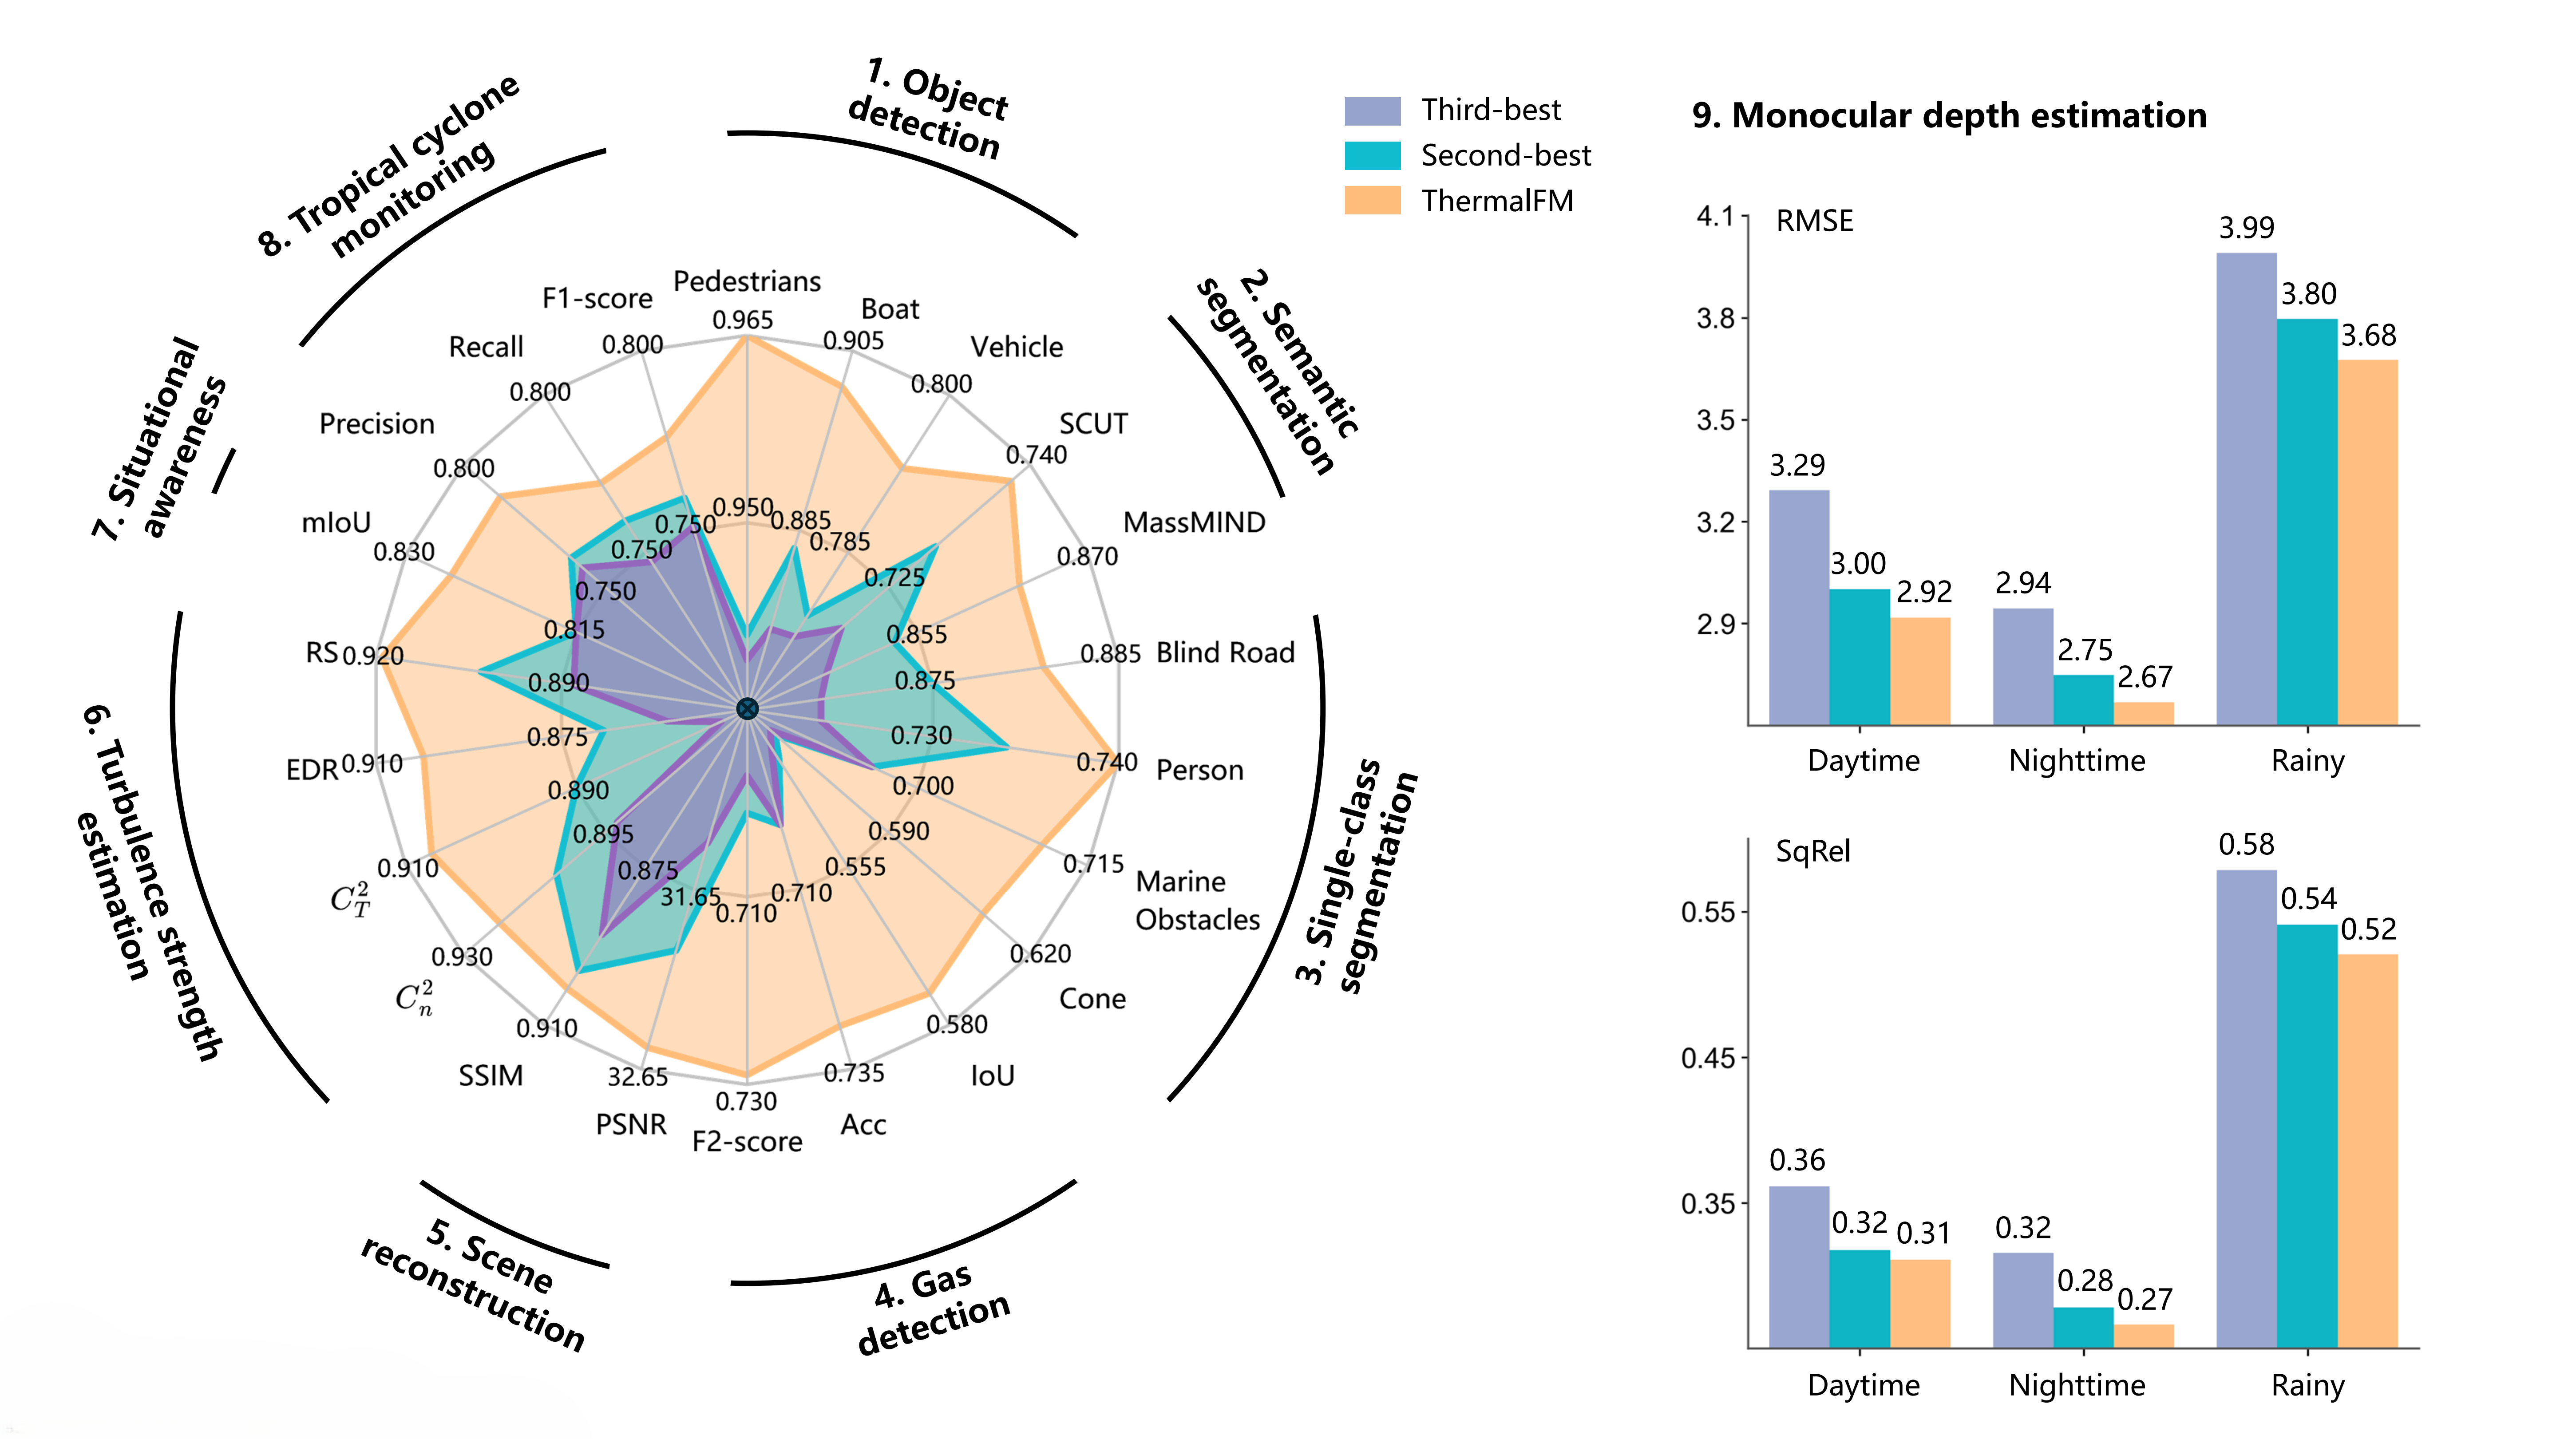 1. Object
detection
2. Semantic
segmentation
3. Single-class
segmentation
4. Gas
detection
5. Scene
reconstruction
6. Turbulence strength
estimation
7. Situational
awareness
8. Tropical cyclone
monitoring
Pedestrians
0.965
0.950
Boat
0.905
0.885
Vehicle
0.800
0.785
SCUT
0.740
0.725
MassMIND
0.870
0.855
Blind Road
0.885
0.875
Person
0.740
0.730
Marine
Obstacles
0.715
0.700
Cone
0.620
0.590
IoU
0.580
0.555
Acc
0.735
0.710
F2-score
0.730
0.710
PSNR
32.65
31.65
SSIM
0.910
0.875
C_n^2
0.930
0.895
C_T^2
0.910
0.890
EDR
0.910
0.875
RS
0.920
0.890
mIoU
0.830
0.815
Precision
0.800
0.750
Recall
0.800
0.750
F1-score
0.800
0.750
Third-best
Second-best
ThermalFM
9. Monocular depth estimation
RMSE
4.1
3.8
3.5
3.2
2.9
3.29
3.00
2.92
2.94
2.75
2.67
3.99
3.80
3.68
Daytime Nighttime Rainy
SqRel
0.55
0.45
0.35
0.36
0.32
0.31
0.32
0.28
0.27
0.58
0.54
0.52
Daytime Nighttime Rainy